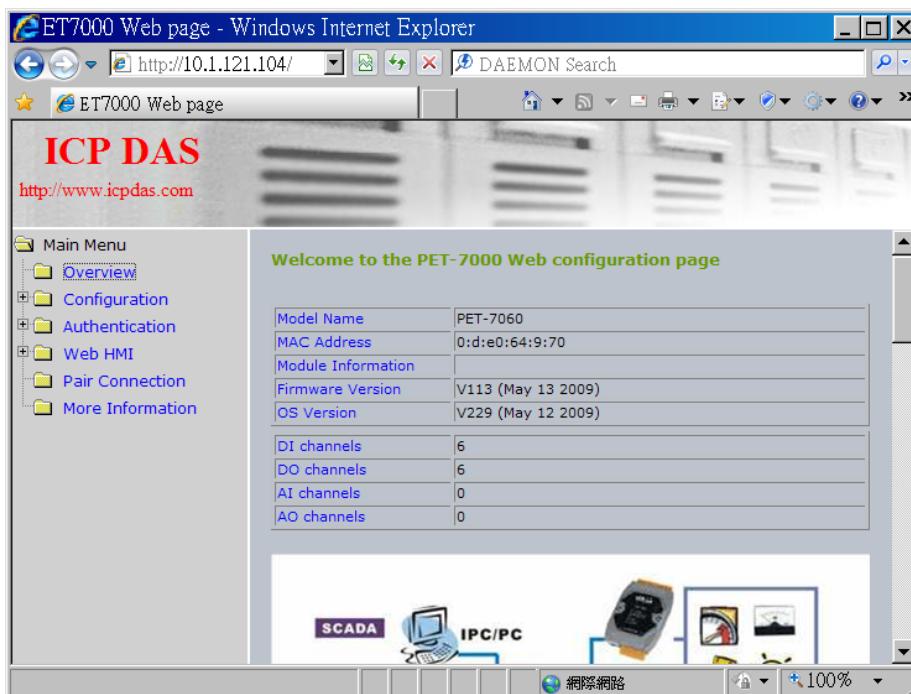 ET7000 Web page - Windows Internet Explorer
http://10.1.121.104/
DAEMON Search
ET7000 Web page
ICP DAS
http://www.icpdas.com
Main Menu
Overview
Configuration
Authentication
Web HMI
Pair Connection
More Information
Welcome to the PET-7000 Web configuration page
Model Name PET-7060
MAC Address 0:d:e0:64:9:70
Module Information
Firmware Version V113 (May 13 2009)
OS Version V229 (May 12 2009)
DI channels 6
DO channels 6
AI channels 0
AO channels 0
SCADA
IPC/PC
網際網路
100%